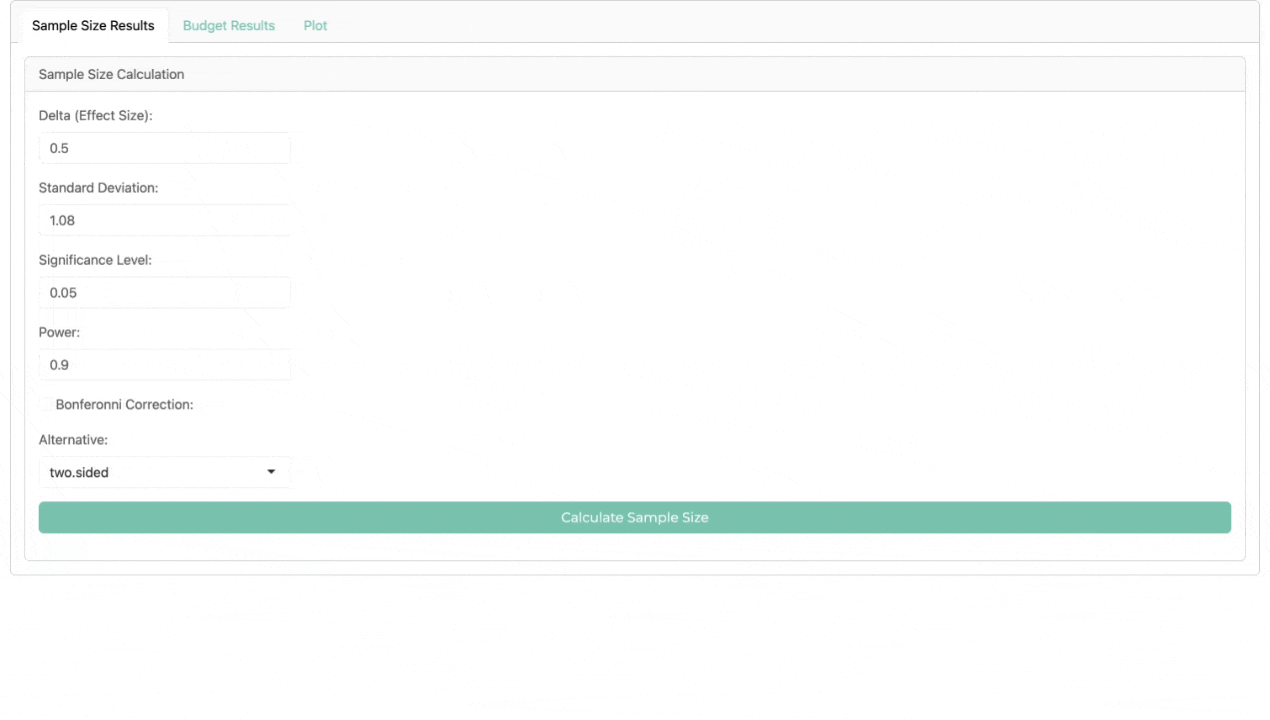 Sample Size Results Budget Results Plot
Sample Size Calculation
Delta (Effect Size):
0.5
Standard Deviation:
1.08
Significance Level:
0.05
Power:
0.9
Bonferonni Correction:
Alternative:
two.sided
Calculate Sample Size